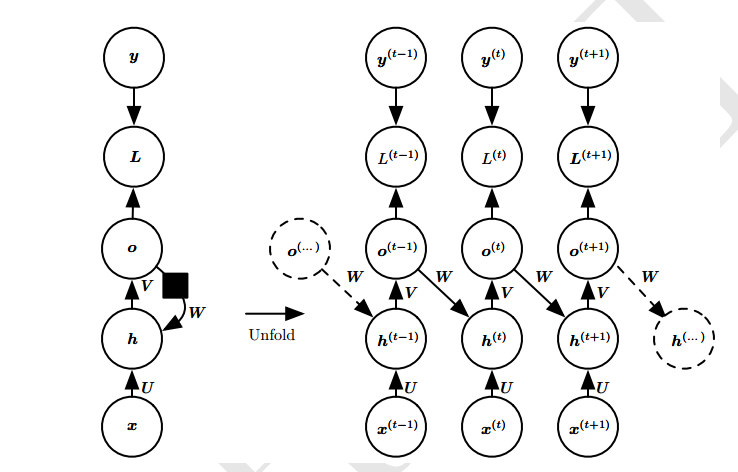 y y^(t−1) y^(t) y^(t+1)
L L^(t−1) L^(t) L^(t+1)
o o^(...) o^(t−1) o^(t) o^(t+1)
W W W W
V V V V
W
h Unfold h^(t−1) h^(t) h^(t+1) h^(...)
U U U U
x x^(t−1) x^(t) x^(t+1)